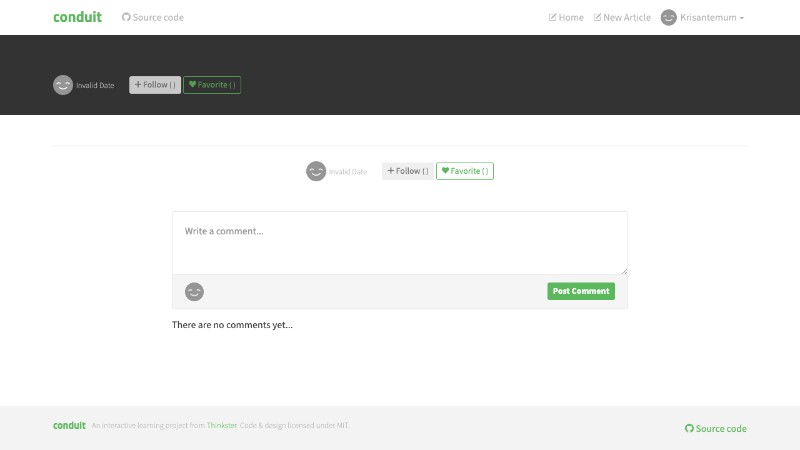 conduit Source code Home New Article Krisantemum
Invalid Date + Follow ( ) Favorite ( )
Invalid Date + Follow ( ) Favorite ( )
Write a comment...
Post Comment
There are no comments yet...
conduit An interactive learning project from Thinkster. Code & design licensed under MIT.
Source code